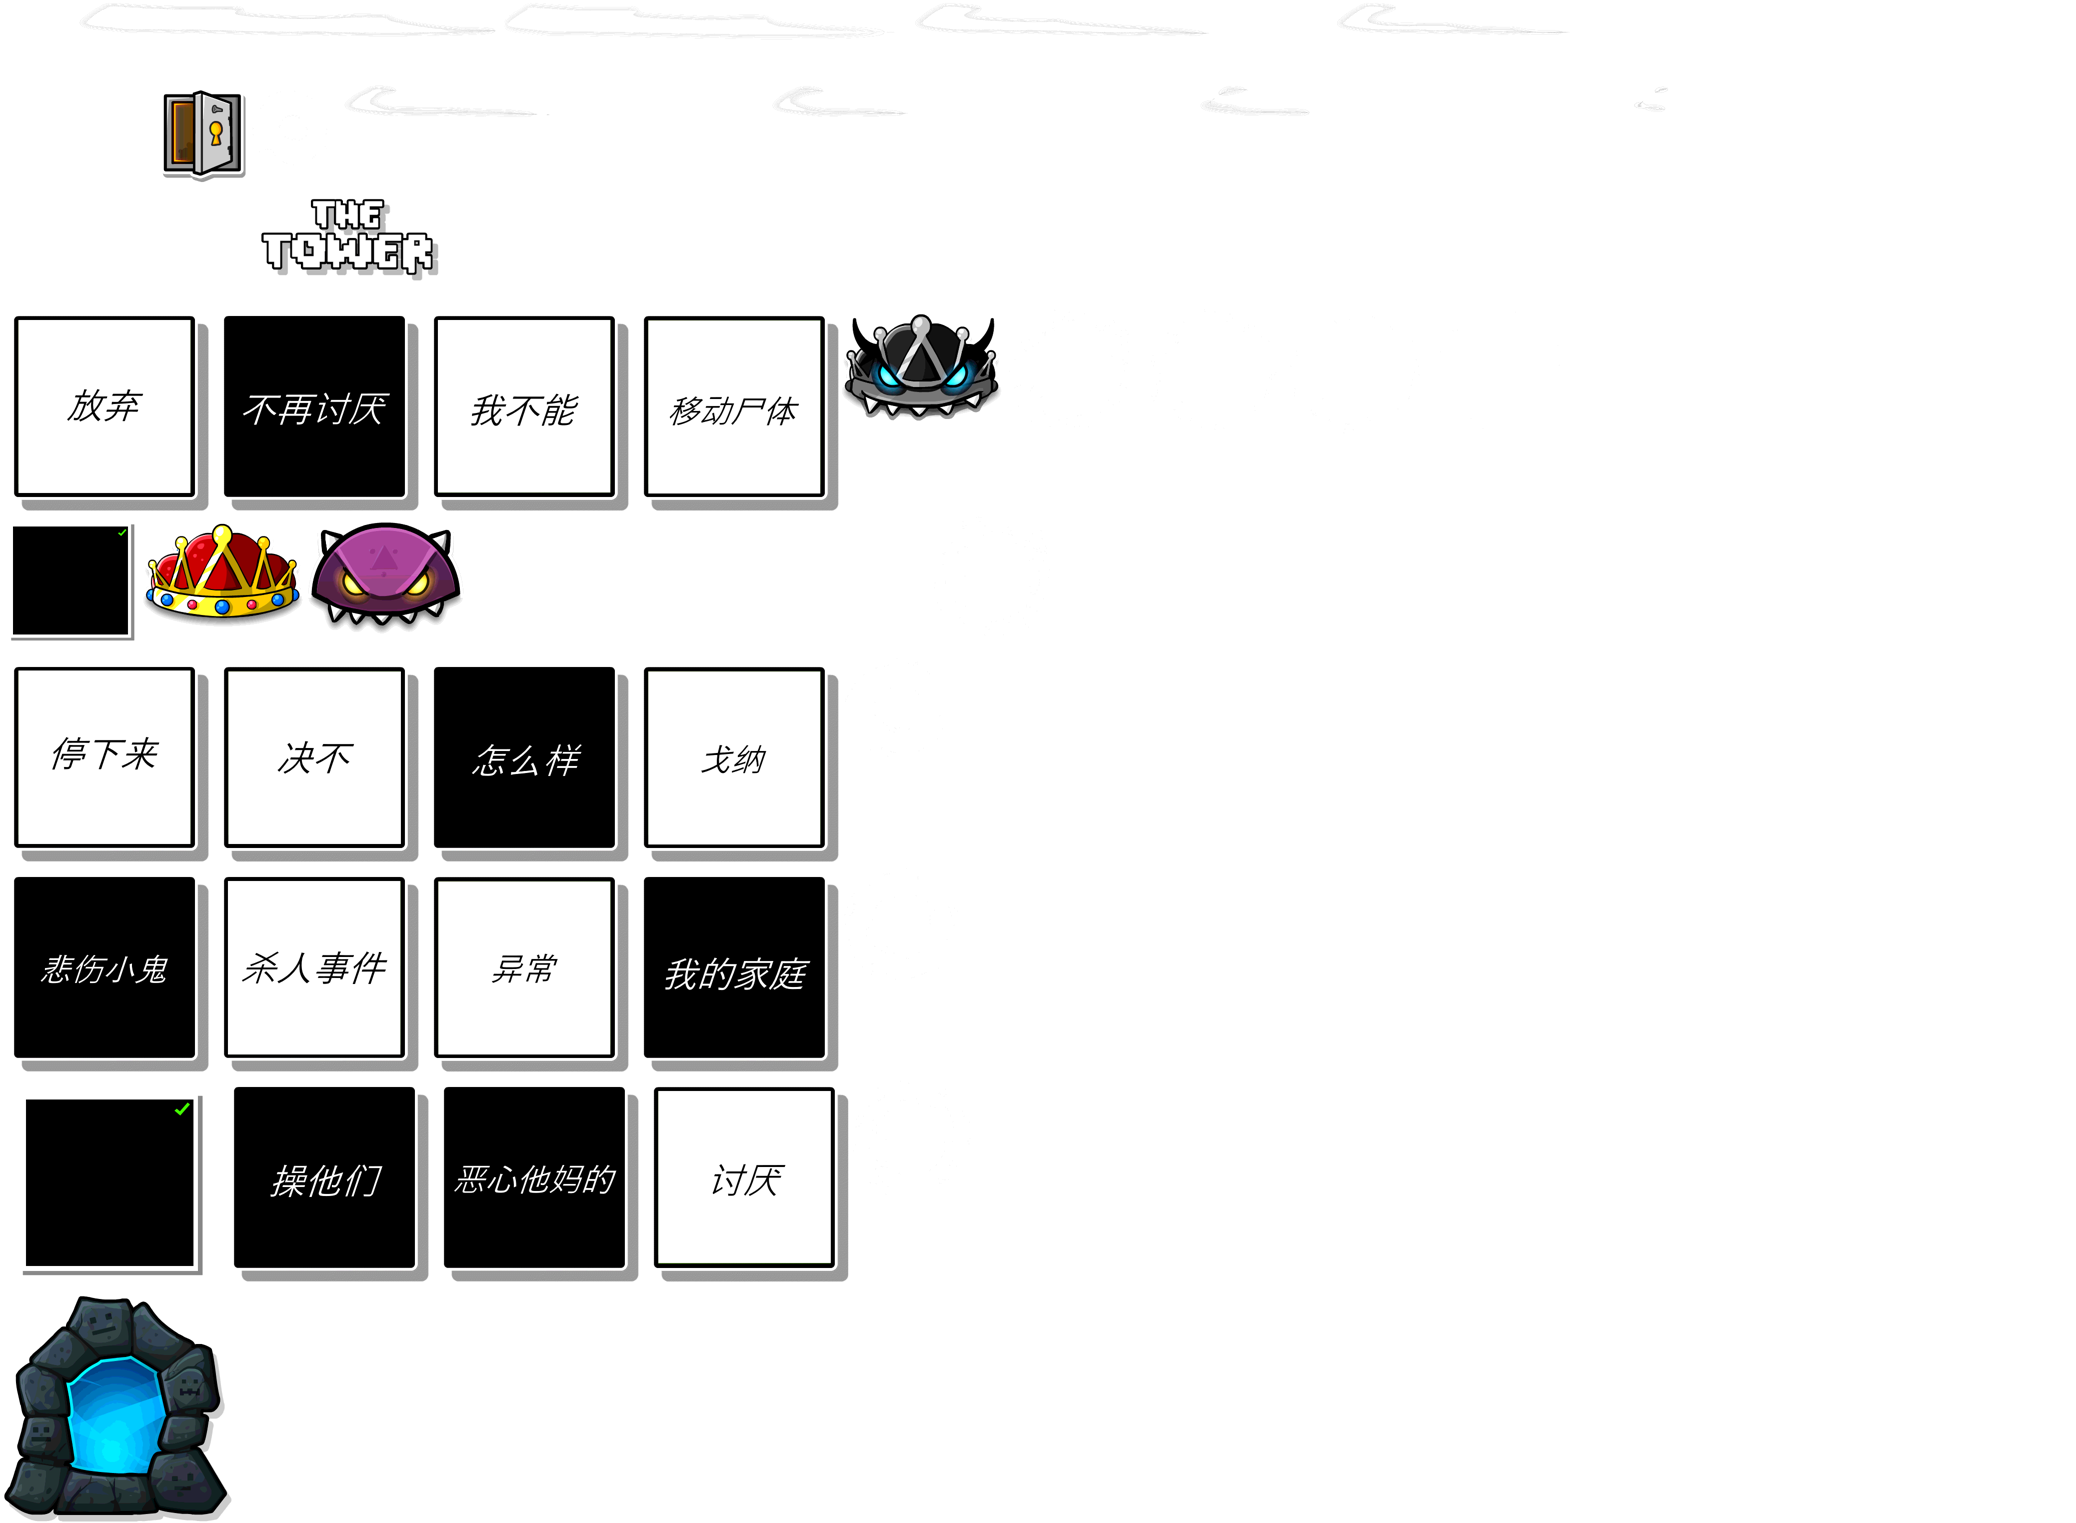 THE
TOWER
放弃
不再讨厌
我不能
移动尸体
停下来
决不
怎么样
戈纳
悲伤小鬼
杀人事件
异常
我的家庭
操他们
恶心他妈的
讨厌